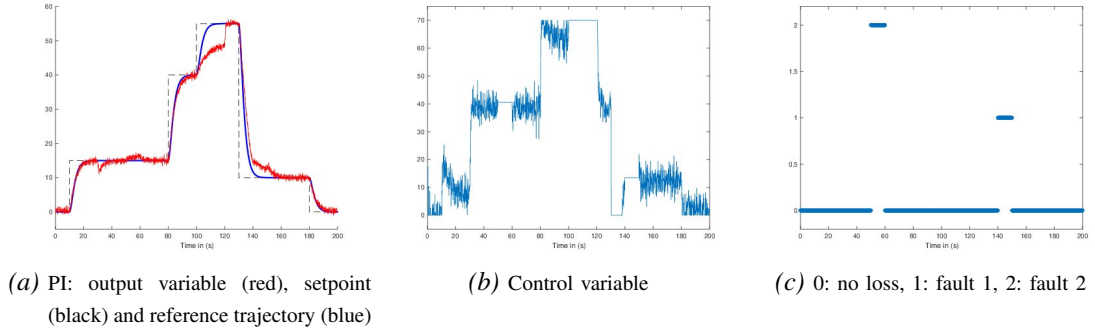 60
50
40
30
20
10
0
0 20 40 60 80 100 120 140 160 180 200
Time in (s)
70
60
50
40
30
20
10
0
0 20 40 60 80 100 120 140 160 180 200
Time in (s)
2
1.5
1
0.5
0
0 20 40 60 80 100 120 140 160 180 200
Time in (s)
(a) PI: output variable (red), setpoint
(black) and reference trajectory (blue)
(b) Control variable
(c) 0: no loss, 1: fault 1, 2: fault 2